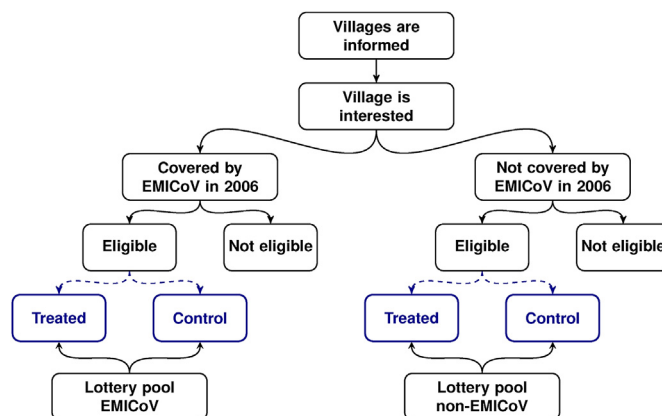 Villages are
informed
Village is
interested
Covered by
EMICoV in 2006
Not covered by
EMICoV in 2006
Eligible
Not eligible
Eligible
Not eligible
Treated
Control
Treated
Control
Lottery pool
EMICoV
Lottery pool
non-EMICoV